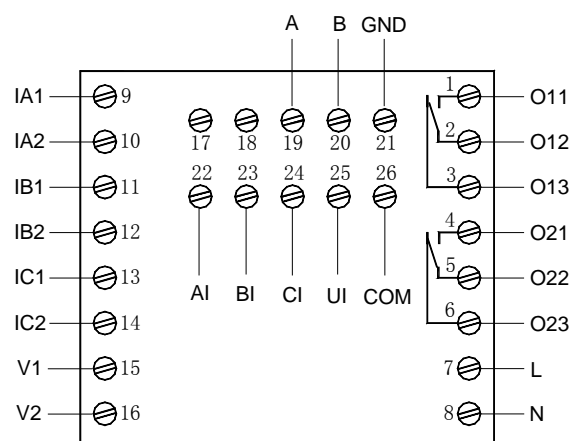 A B GND
IA1 9 1 O11
17 18 19 20 21
IA2 10 2 O12
22 23 24 25 26
IB1 11 3 O13
IB2 12 4 O21
IC1 13 AI BI CI UI COM 5 O22
IC2 14 6 O23
V1 15 7 L
V2 16 8 N